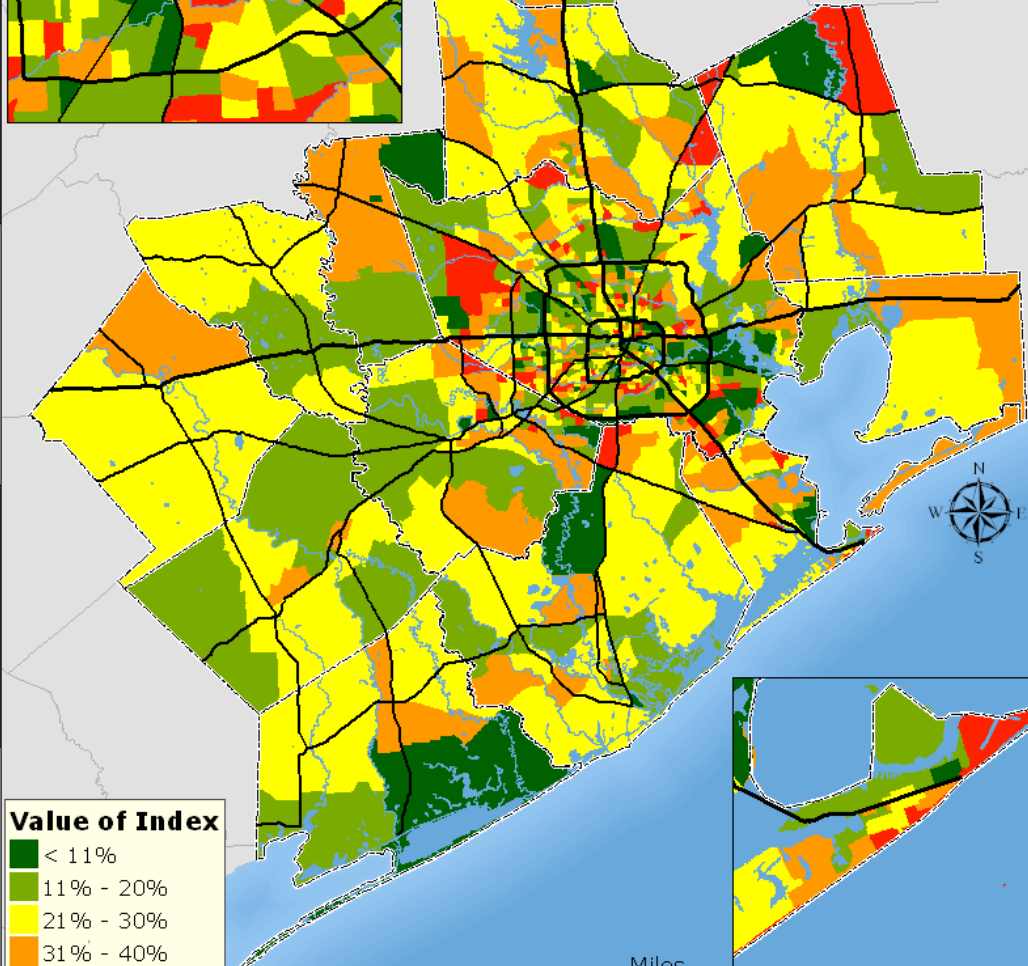 N
W E
S
Value of Index
< 11%
11% - 20%
21% - 30%
31% - 40%
Miles